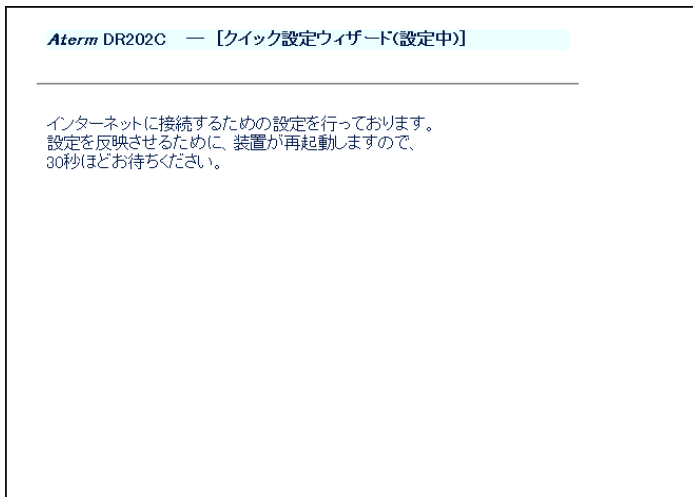 Aterm DR202C ― [クイック設定ウィザード(設定中)]
インターネットに接続するための設定を行っております。
設定を反映させるために、装置が再起動しますので、
30秒ほどお待ちください。